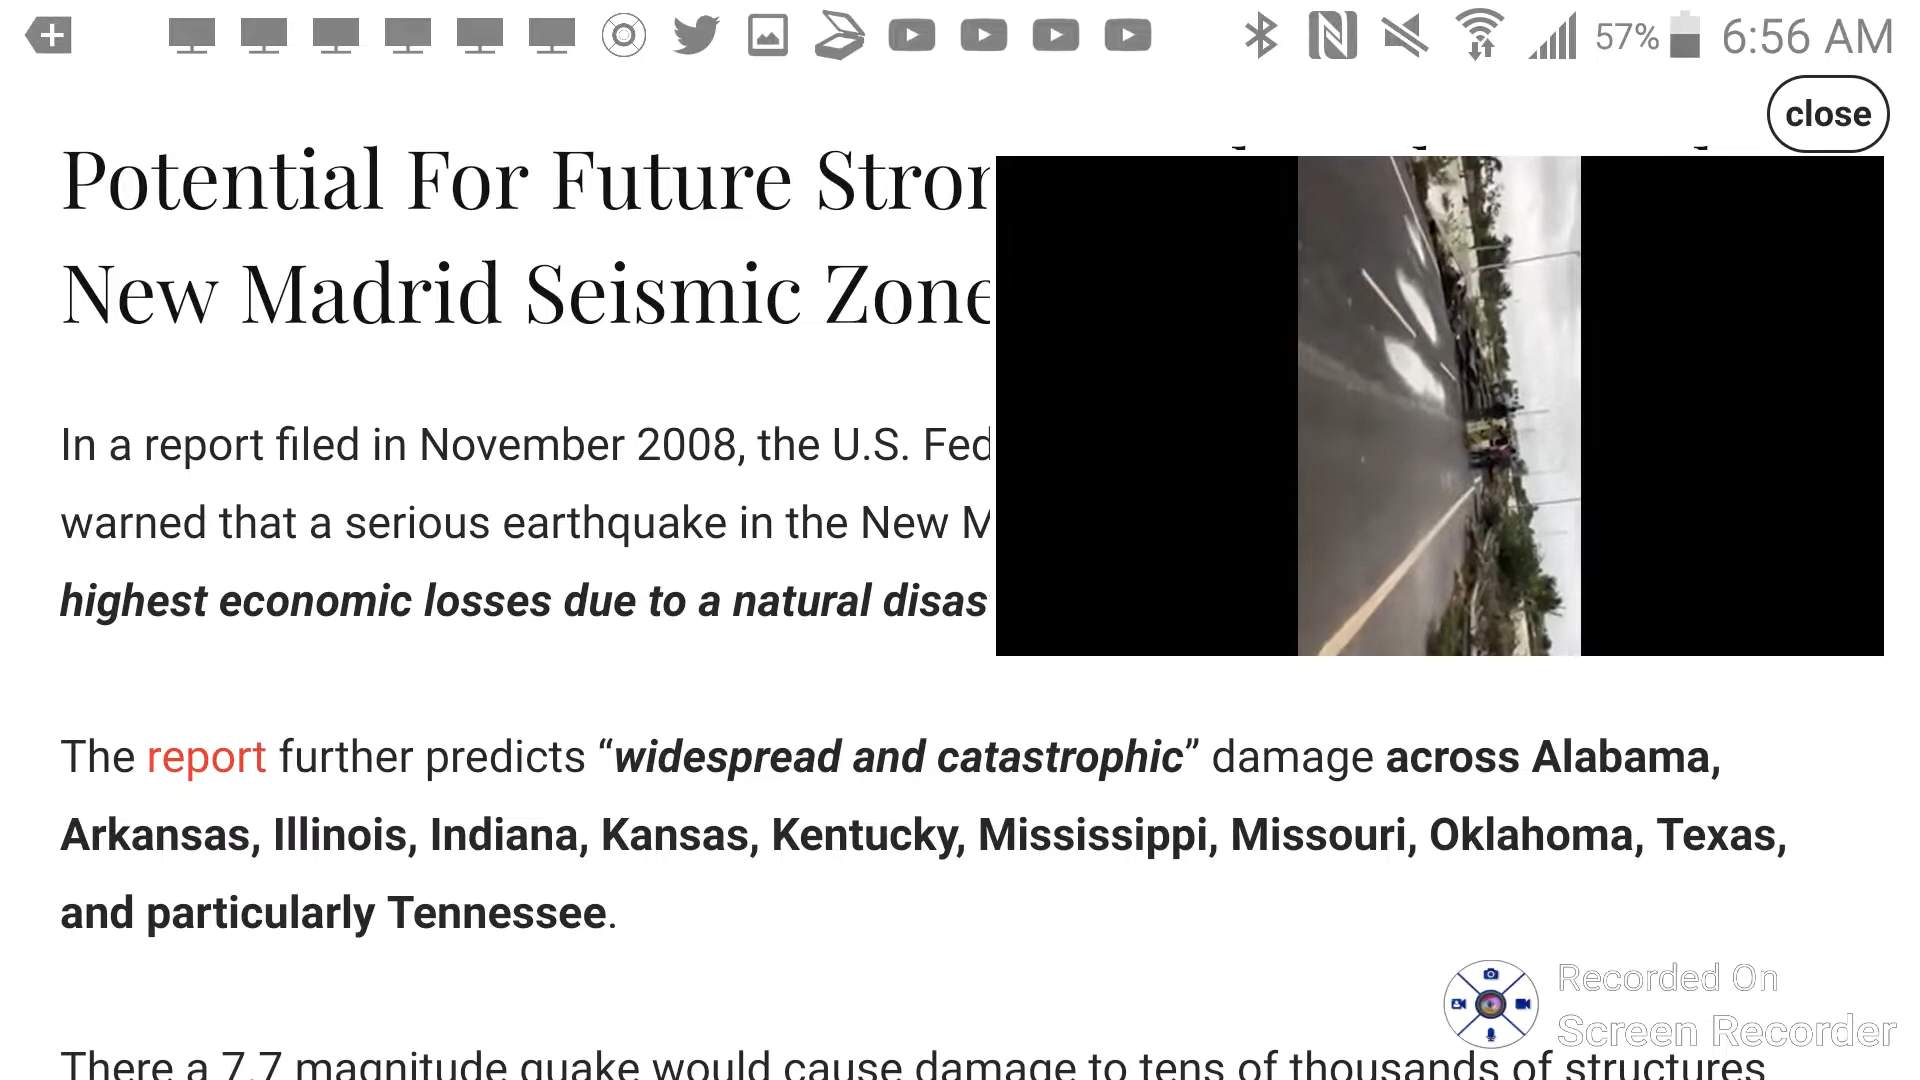 57% 6:56 AM
close
Potential For Future
New Madrid Seismic Zone
In a report filed in November 2008, the U.S.
warned that a serious earthquake in the New
highest economic losses due to a natural
The report further predicts “widespread and catastrophic” damage across Alabama,
Arkansas, Illinois, Indiana, Kansas, Kentucky, Mississippi, Missouri, Oklahoma, Texas,
and particularly Tennessee.
Recorded On
Screen Recorder
There a 7.7 magnitude quake would cause damage to tens of thousands of structures